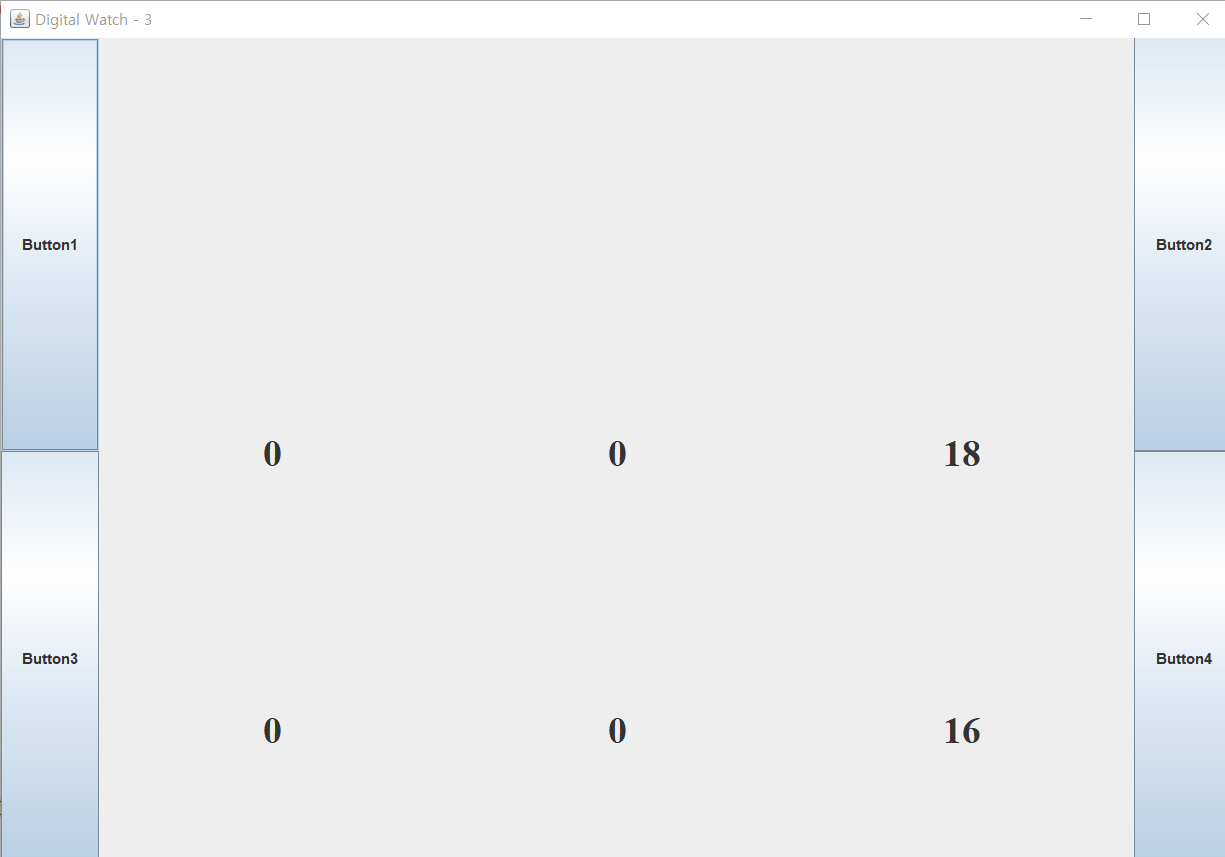 Digital Watch - 3
Button1 Button2
0 0 18
Button3 Button4
0 0 16